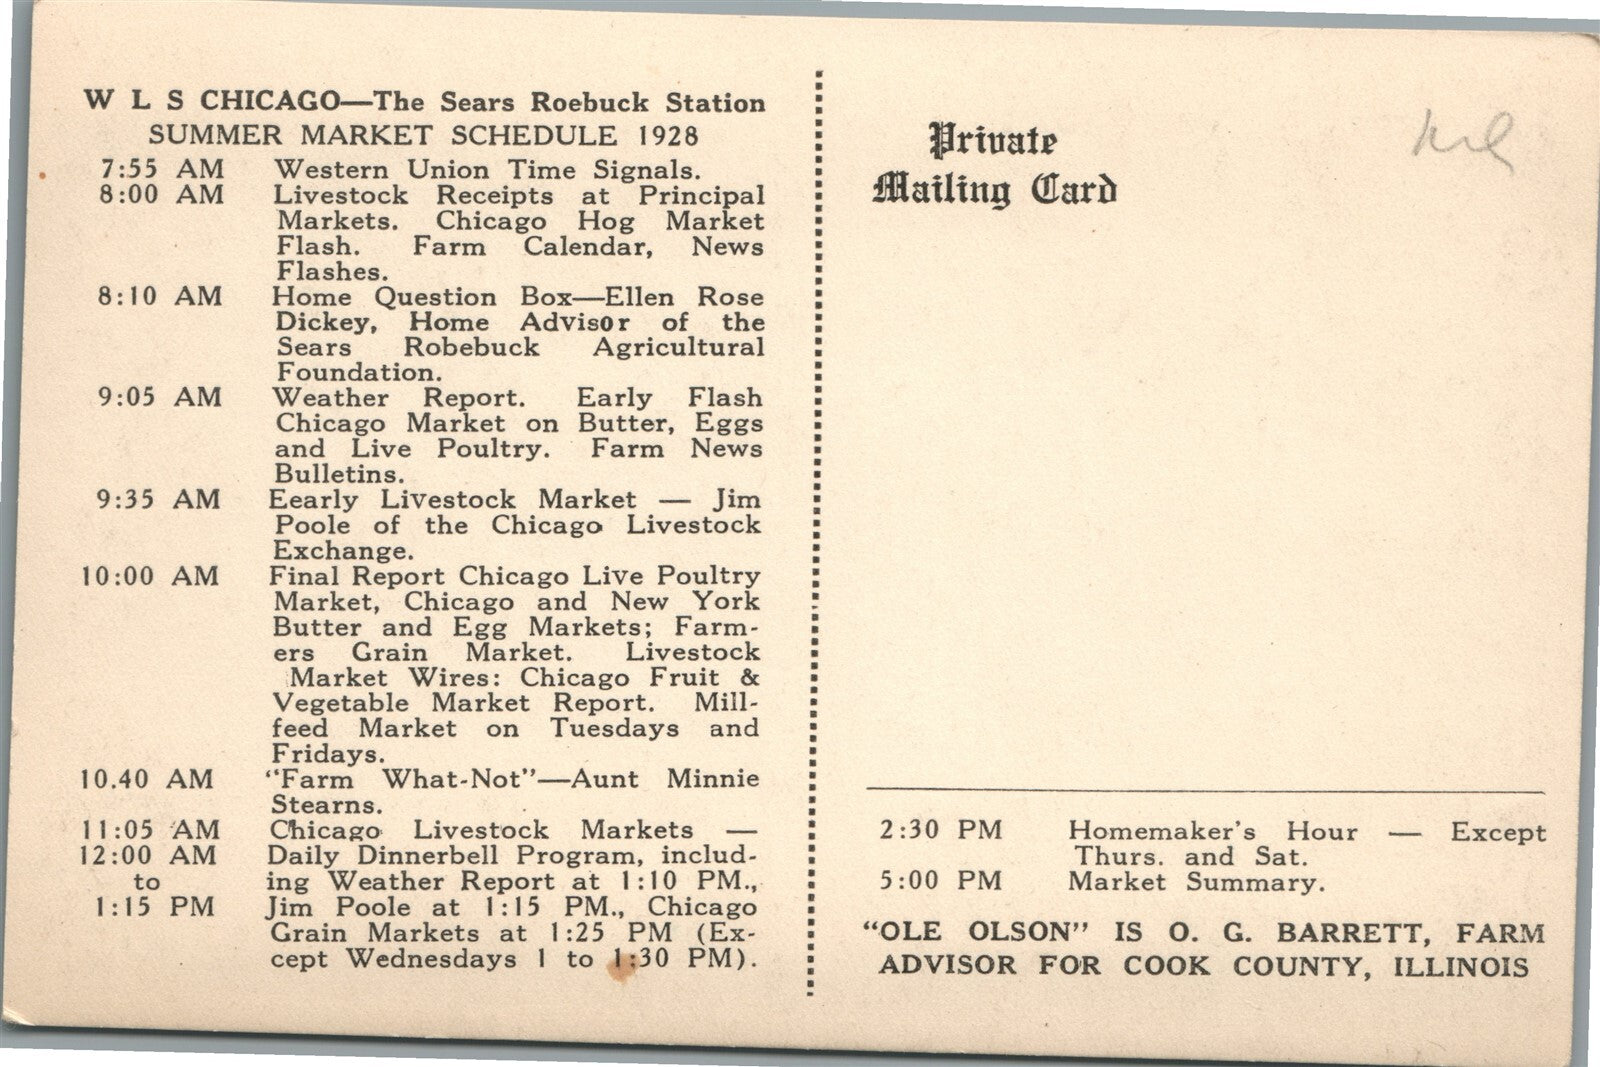 W L S CHICAGO—The Sears Roebuck Station
SUMMER MARKET SCHEDULE 1928
7:55 AM Western Union Time Signals.
8:00 AM Livestock Receipts at Principal
Markets. Chicago Hog Market
Flash. Farm Calendar, News
Flashes.
8:10 AM Home Question Box—Ellen Rose
Dickey, Home Advisor of the
Sears Robebuck Agricultural
Foundation.
9:05 AM Weather Report. Early Flash
Chicago Market on Butter, Eggs
and Live Poultry. Farm News
Bulletins.
9:35 AM Eearly Livestock Market — Jim
Poole of the Chicago Livestock
Exchange.
10:00 AM Final Report Chicago Live Poultry
Market, Chicago and New York
Butter and Egg Markets; Farm-
ers Grain Market. Livestock
Market Wires: Chicago Fruit &
Vegetable Market Report. Mill-
feed Market on Tuesdays and
Fridays.
10.40 AM "Farm What-Not"—Aunt Minnie
Stearns.
11:05 AM Chicago Livestock Markets —
12:00 AM Daily Dinnerbell Program, includ-
to ing Weather Report at 1:10 PM.,
1:15 PM Jim Poole at 1:15 PM., Chicago
Grain Markets at 1:25 PM (Ex-
cept Wednesdays 1 to 1:30 PM).
Private
Mailing Card
2:30 PM Homemaker's Hour — Except
Thurs. and Sat.
5:00 PM Market Summary.
"OLE OLSON" IS O. G. BARRETT, FARM
ADVISOR FOR COOK COUNTY, ILLINOIS